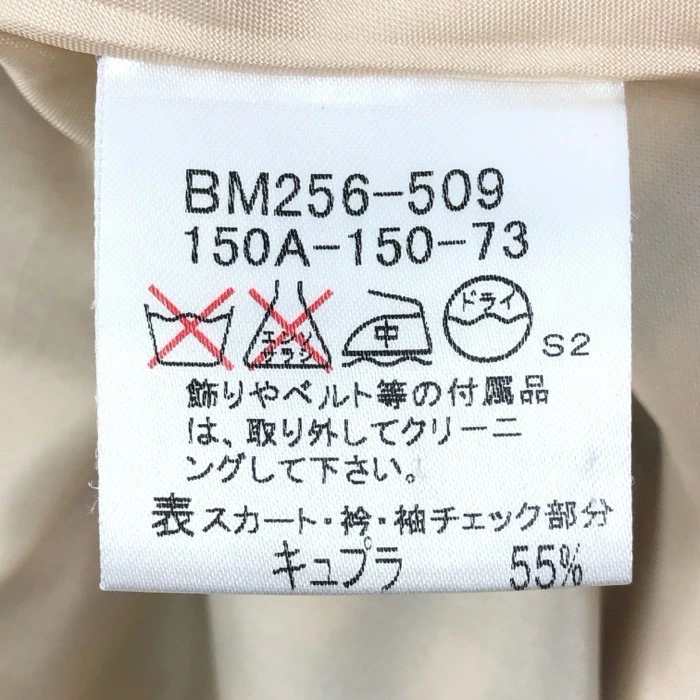 BM256-509
150A-150-73
エンソ
サラシ
中
ドライ
S2
飾りやベルト等の付属品
は、取り外してクリーニ
ングして下さい。
表スカート・衿・袖チェック部分
キュプラ 55%